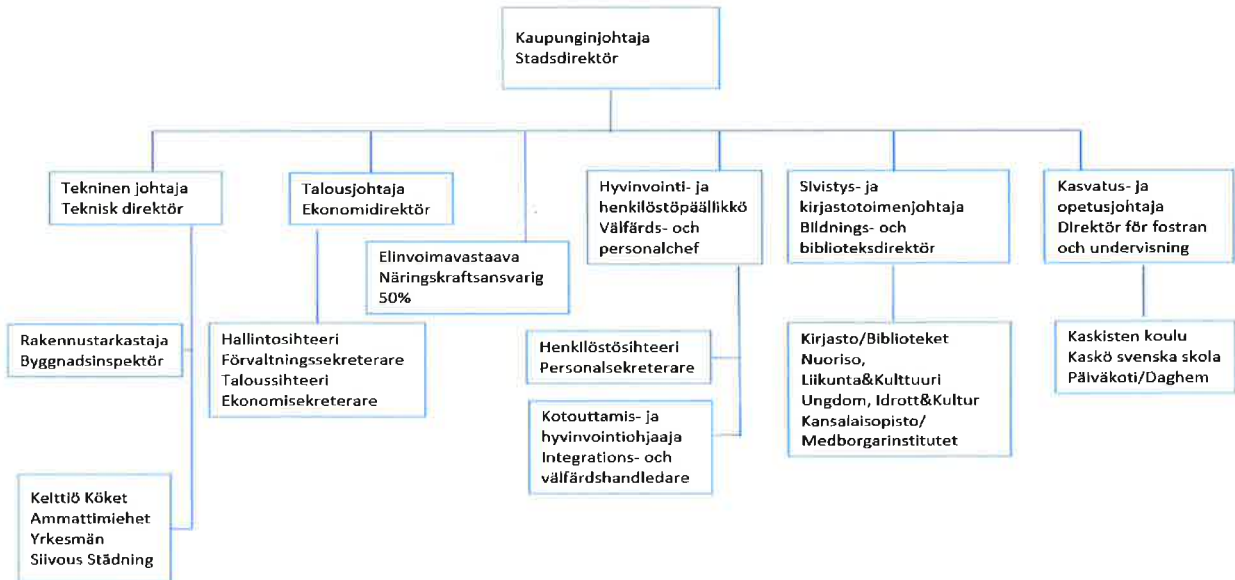 Kaupunginjohtaja
Stadsdirektör
Tekninen johtaja
Teknisk direktör
Talousjohtaja
Ekonomidirektör
Elinvoimavastaava
Näringskraftsansvarig
50%
Hyvinvointi- ja
henkilöstöpäällikkö
Välfärds- och
personalchef
Sivistys- ja
kirjastotoimenjohtaja
Bildnings- och
biblioteksdirektör
Kasvatus- ja
opetusjohtaja
Direktör för fostran
och undervisning
Rakennustarkastaja
Byggnadsinspektör
Hallintosihteeri
Förvaltningssekreterare
Taloussihteeri
Ekonomisekreterare
Henkilöstösihteeri
Personalsekreterare
Kirjasto/Biblioteket
Nuoriso,
Liikunta&Kulttuuri
Ungdom, Idrott&Kultur
Kansalaisopisto/
Medborgarinstitutet
Kaskisten koulu
Kaskö svenska skola
Päiväkoti/Daghem
Kotouttamis- ja
hyvinvointiohjaaja
Integrations- och
välfärdshandledare
Kelttiö Köket
Ammattimiehet
Yrkesmän
Siivous Städning